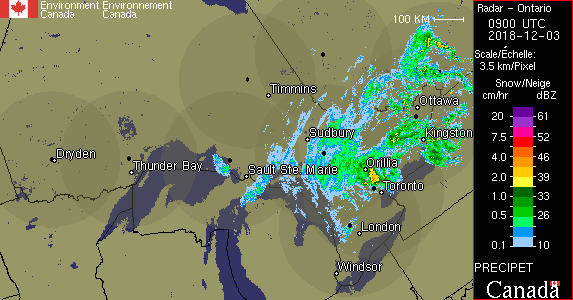 Environment Environnement
Canada Canada
100 KM
Timmins
Ottawa
Sudbury
Kingston
Dryden
Thunder Bay
Sault Ste. Marie
Orillia
Toronto
London
Windsor
Radar - Ontario
0900 UTC
2018-12-03
Scale/Échelle:
3.5 km/Pixel
Snow/Neige
cm/hr dBZ
20 61
7.5 52
4.0 46
2.0 39
1.0 33
0.5 26
0.1 10
PRECIPET
Canada